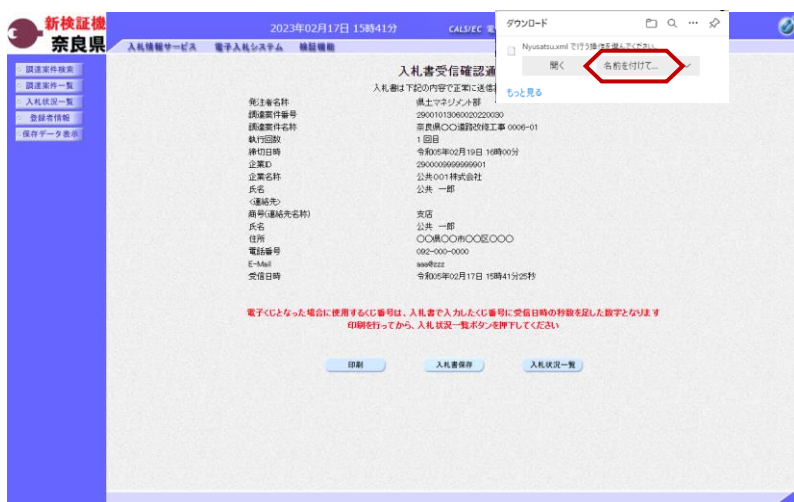 新検証機
奈良県
2023年02月17日 15時41分
CALS/EC 電
入札情報サービス 電子入札システム 検証機能
ダウンロード
Nyusatsu.xml で行う操作を選んでください。
開く 名前を付けて...
もっと見る
調達案件検索
調達案件一覧
入札状況一覧
登録者情報
保存データ表示
入札書受信確認通
入札書は下記の内容で正常に送信
発注者名称 県土マネジメント部
調達案件番号 29001013060020220030
調達案件名称 奈良県〇〇道路改修工事 0006-01
執行回数 1 回目
締切日時 令和05年02月19日 16時00分
企業ID 2900009999999901
企業名称 公共001株式会社
氏名 公共 一郎
<連絡先>
商号(連絡先名称) 支店
氏名 公共 一郎
住所 〇〇県〇〇市〇〇区〇〇〇
電話番号 092-000-0000
E-Mail aaa@zzz
受信日時 令和05年02月17日 15時41分25秒
電子くじとなった場合に使用するくじ番号は、入札書で入力したくじ番号に受信日時の秒数を足した数字となります
印刷を行ってから、入札状況一覧ボタンを押下してください
印刷 入札書保存 入札状況一覧